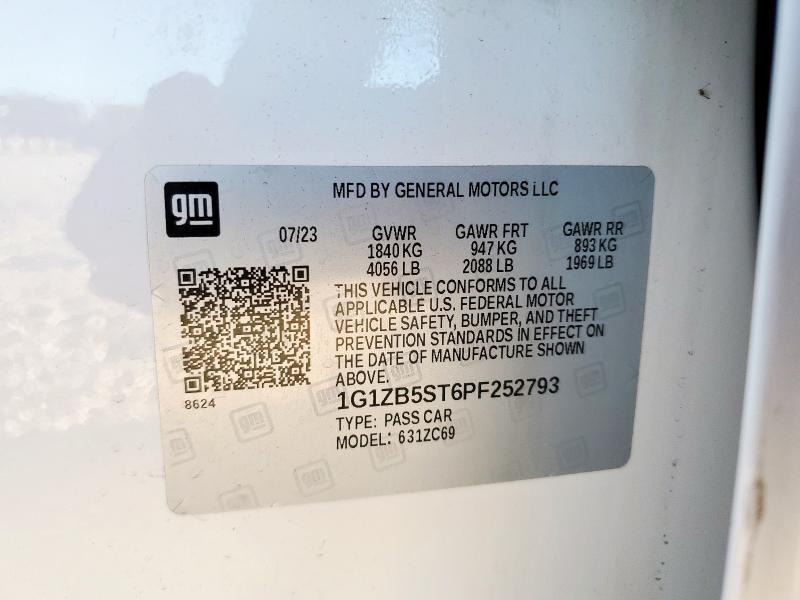 gm
MFD BY GENERAL MOTORS LLC
07/23 GVWR GAWR FRT GAWR RR
1840 KG 947 KG 893 KG
4056 LB 2088 LB 1969 LB
THIS VEHICLE CONFORMS TO ALL
APPLICABLE U.S. FEDERAL MOTOR
VEHICLE SAFETY, BUMPER, AND THEFT
PREVENTION STANDARDS IN EFFECT ON
THE DATE OF MANUFACTURE SHOWN
ABOVE.
8624
1G1ZB5ST6PF252793
TYPE: PASS CAR
MODEL: 631ZC69